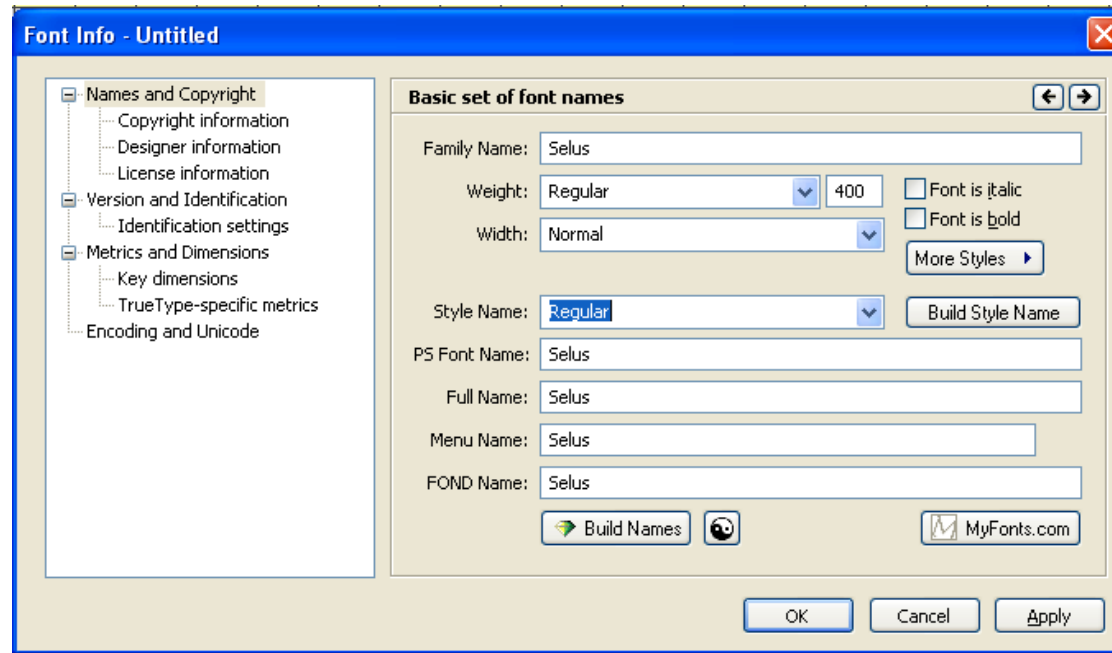 Font Info - Untitled
Names and Copyright
Copyright information
Designer information
License information
Version and Identification
Identification settings
Metrics and Dimensions
Key dimensions
TrueType-specific metrics
Encoding and Unicode
Basic set of font names
Family Name: Selus
Weight: Regular 400 Font is italic
Font is bold
Width: Normal
More Styles
Style Name: Regular Build Style Name
PS Font Name: Selus
Full Name: Selus
Menu Name: Selus
FOND Name: Selus
Build Names MyFonts.com
OK Cancel Apply